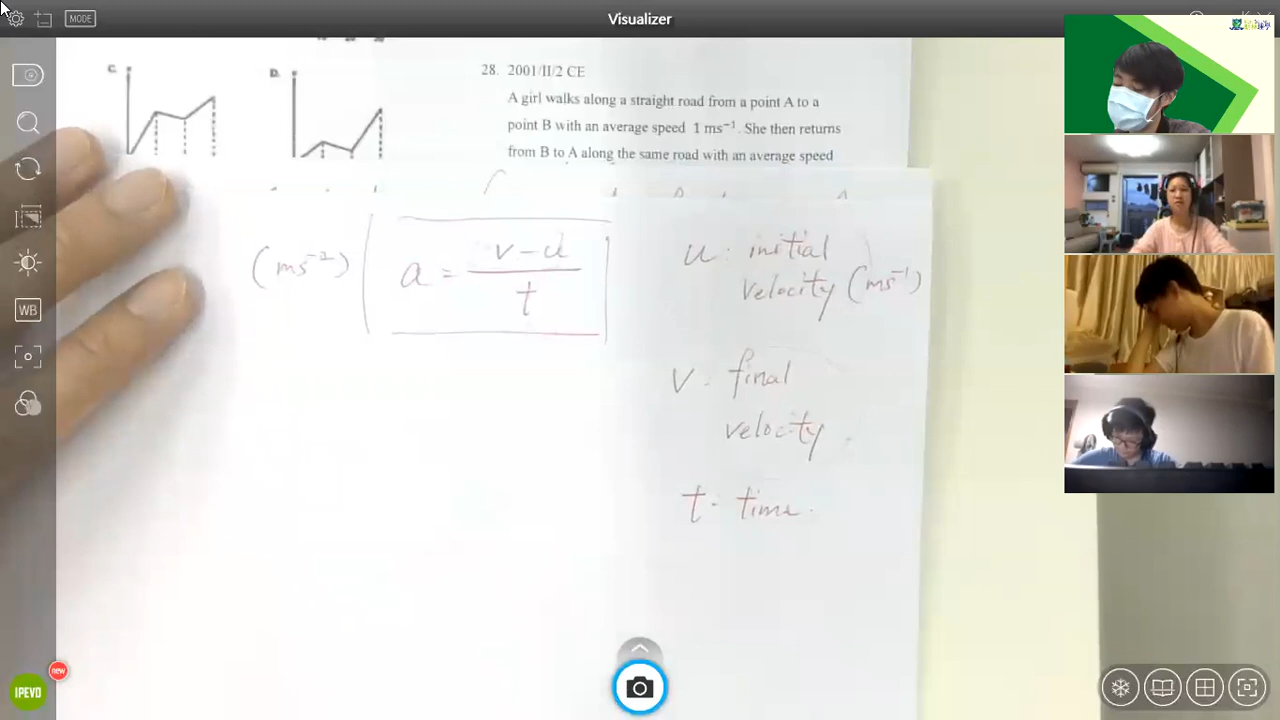 MODE
Visualizer
C.
D.
28. 2001/II/2 CE
A girl walks along a straight road from a point A to a
point B with an average speed 1 ms⁻¹. She then returns
from B to A along the same road with an average speed
(ms⁻²) a = v-u / t
u: initial
velocity (ms⁻¹)
v - final
velocity.
t - time.
WB
new
IPEVO